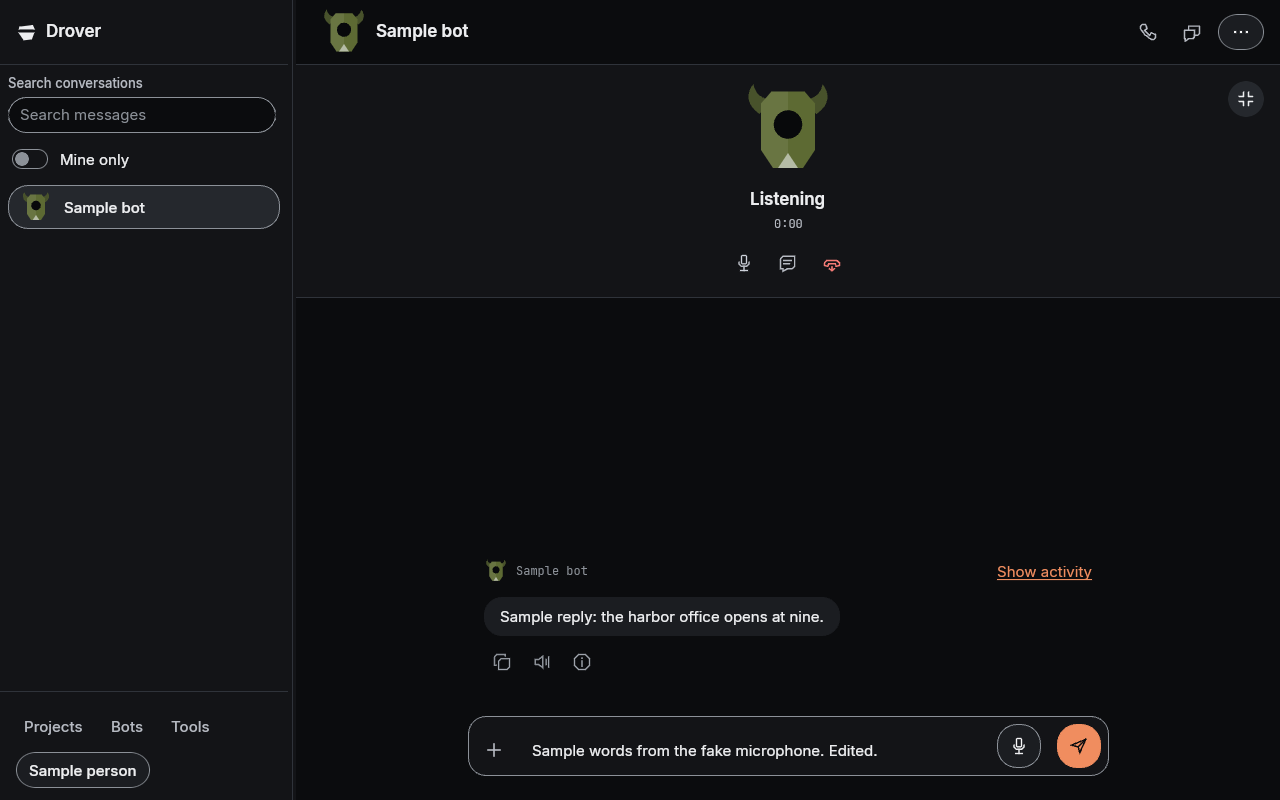 Drover
Search conversations
Search messages
Mine only
Sample bot
Projects
Bots
Tools
Sample person
Sample bot
Listening
0:00
Sample bot
Show activity
Sample reply: the harbor office opens at nine.
Sample words from the fake microphone. Edited.